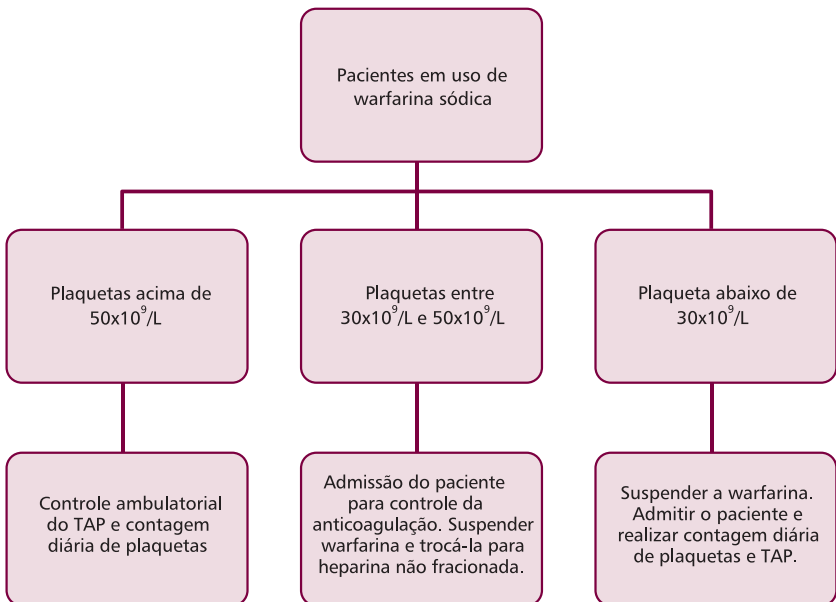 Pacientes em uso de
warfarina sódica
Plaquetas acima de
50x10⁹/L
Plaquetas entre
30x10⁹/L e 50x10⁹/L
Plaqueta abaixo de
30x10⁹/L
Controle ambulatorial
do TAP e contagem
diária de plaquetas
Admissão do paciente
para controle da
anticoagulação. Suspender
warfarina e trocá-la para
heparina não fracionada.
Suspender a warfarina.
Admitir o paciente e
realizar contagem diária
de plaquetas e TAP.